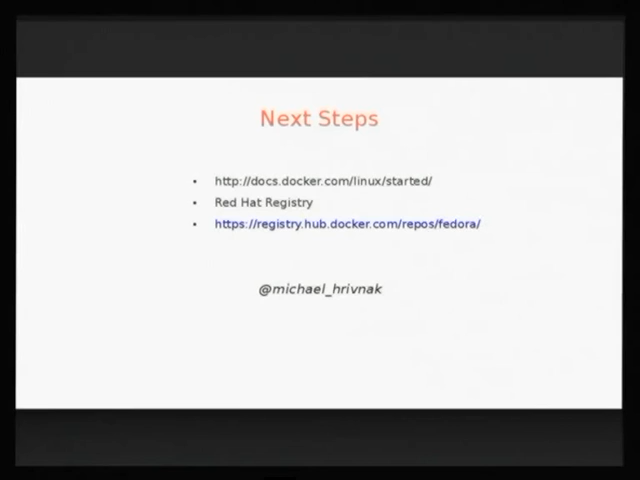 Next Steps
• http://docs.docker.com/linux/started/
• Red Hat Registry
• https://registry.hub.docker.com/repos/fedora/
@michael_hrivnak